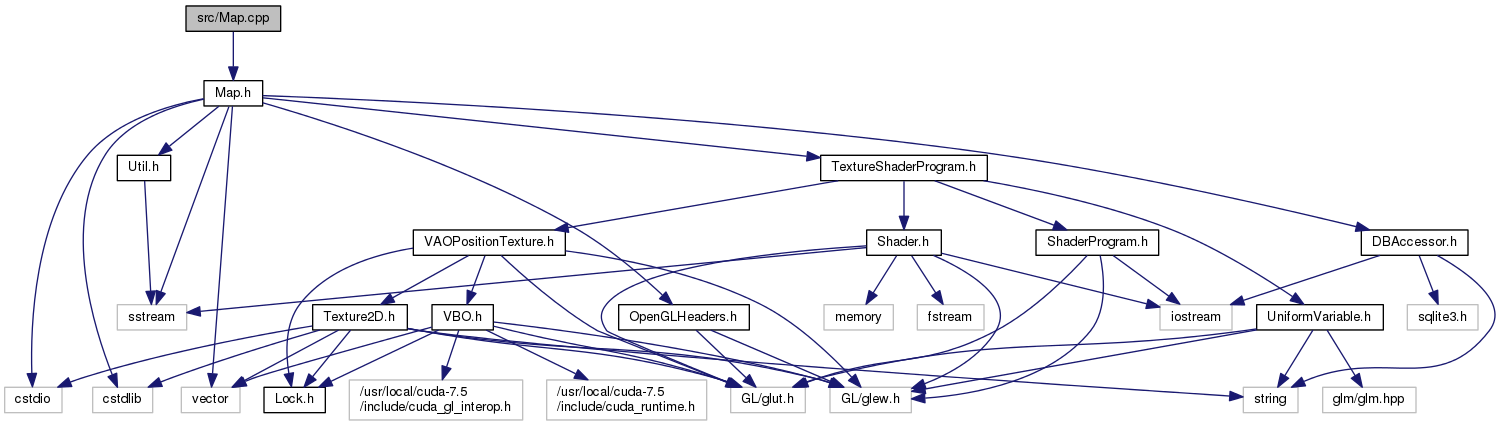 src/Map.cpp
Map.h
Util.h
TextureShaderProgram.h
VAOPositionTexture.h
Shader.h
ShaderProgram.h
DBAccessor.h
sstream
Texture2D.h
VBO.h
OpenGLHeaders.h
memory
fstream
iostream
UniformVariable.h
sqlite3.h
cstdio
cstdlib
vector
Lock.h
/usr/local/cuda-7.5
/include/cuda_gl_interop.h
/usr/local/cuda-7.5
/include/cuda_runtime.h
GL/glut.h
GL/glew.h
string
glm/glm.hpp